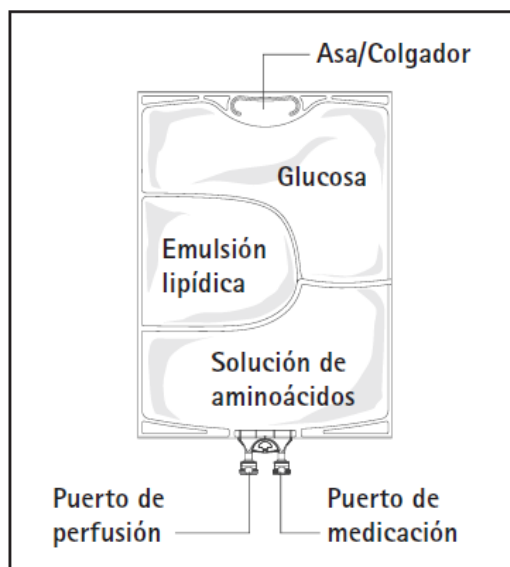 Asa/Colgador
Glucosa
Emulsión
lipídica
Solución de
aminoácidos
Puerto de
perfusión
Puerto de
medicación